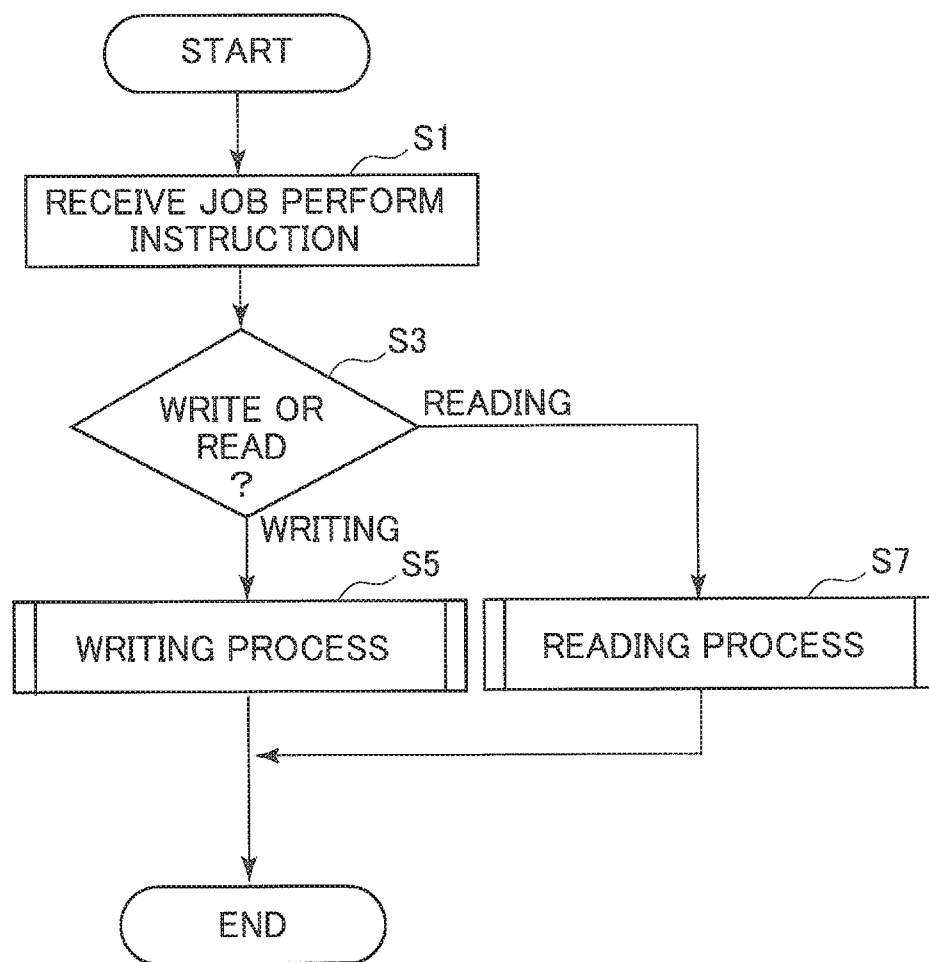 START
S1
RECEIVE JOB PERFORM
INSTRUCTION
S3
WRITE OR
READ
?
READING
WRITING
S5
S7
WRITING PROCESS
READING PROCESS
END